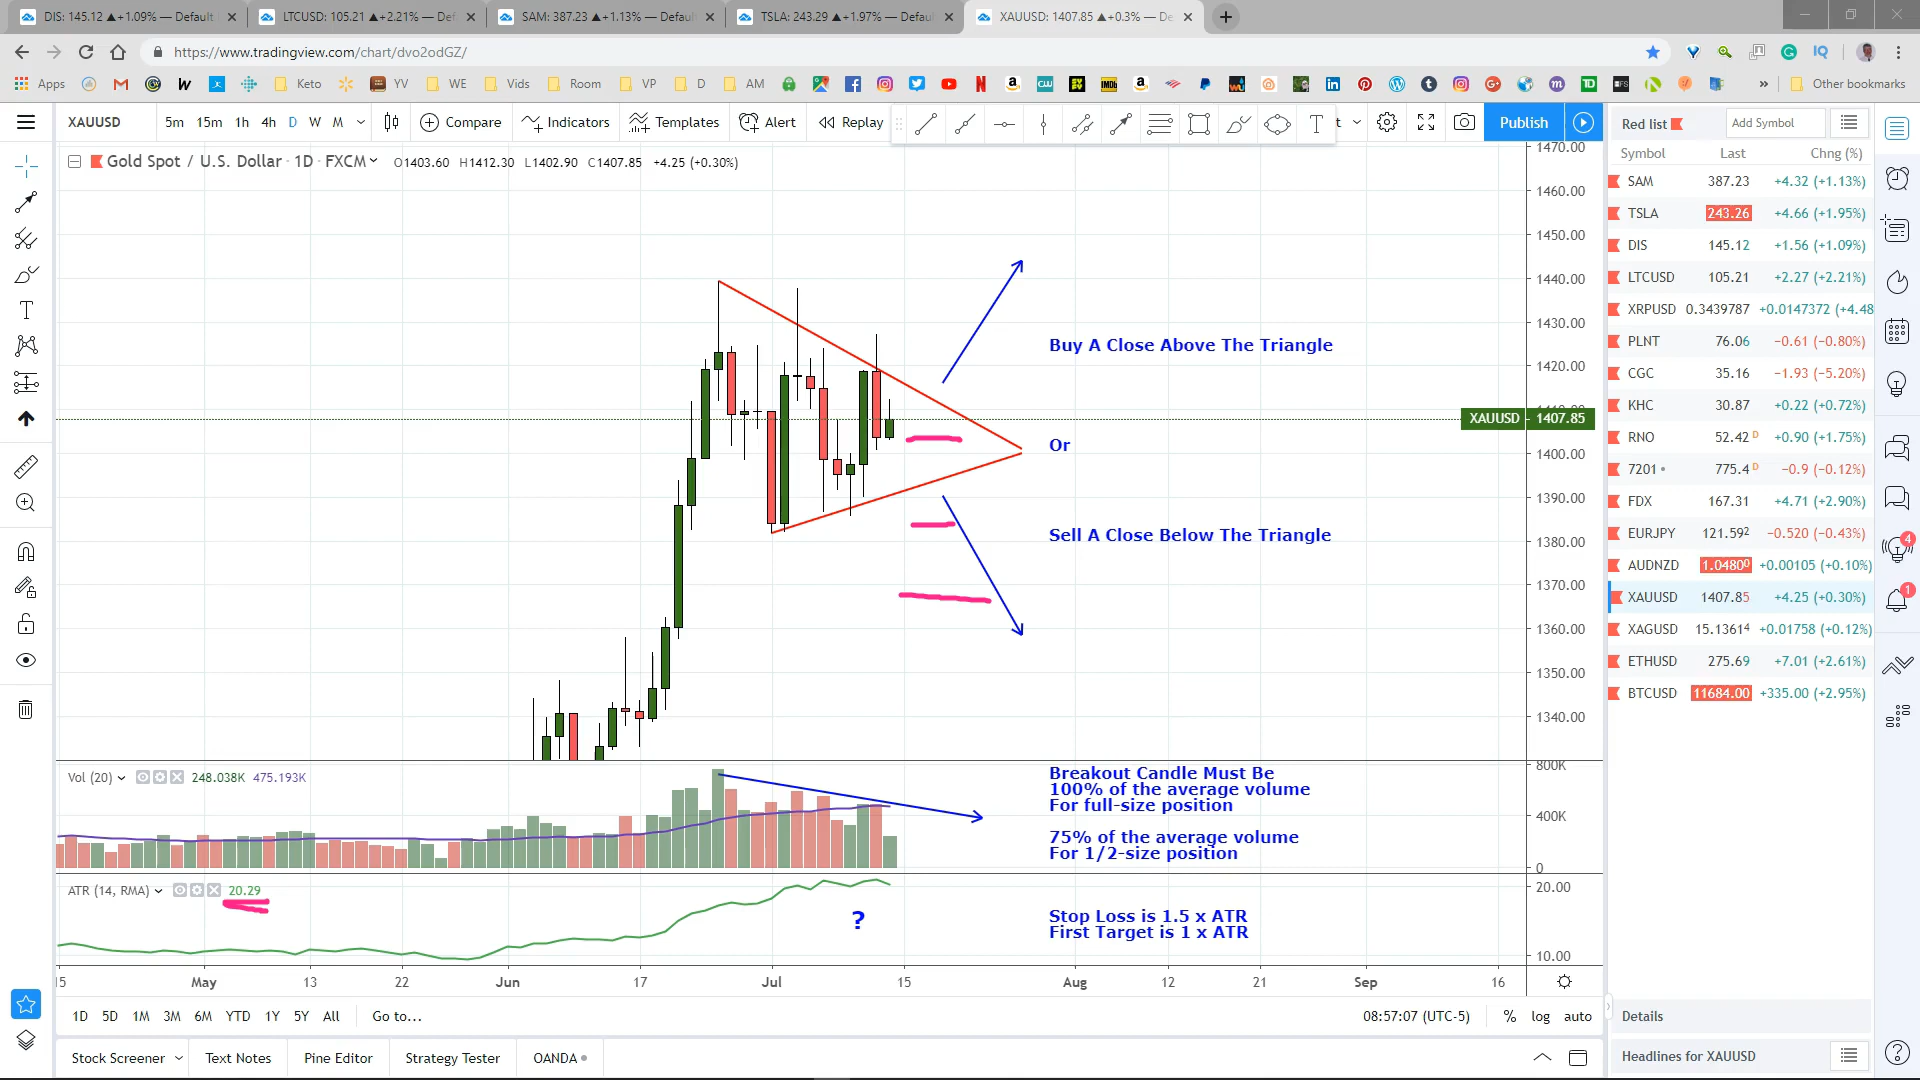 DIS: 145.12 ▲+1.09% — Default
LTCUSD: 105.21 ▲+2.21% — Def
SAM: 387.23 ▲+1.13% — Default
TSLA: 243.29 ▲+1.97% — Defaul
XAUUSD: 1407.85 ▲+0.3% — De
https://www.tradingview.com/chart/dvo2odGZ/
Apps Keto YV WE Vids Room VP D AM » Other bookmarks
XAUUSD 5m 15m 1h 4h D W M Compare Indicators Templates Alert Replay Publish
Red list Add Symbol
Gold Spot / U.S. Dollar · 1D · FXCM O1403.60 H1412.30 L1402.90 C1407.85 +4.25 (+0.30%)
Symbol Last Chng (%)
SAM 387.23 +4.32 (+1.13%)
TSLA 243.26 +4.66 (+1.95%)
DIS 145.12 +1.56 (+1.09%)
LTCUSD 105.21 +2.27 (+2.21%)
XRPUSD 0.3439787 +0.0147372 (+4.48
PLNT 76.06 −0.61 (−0.80%)
CGC 35.16 −1.93 (−5.20%)
KHC 30.87 +0.22 (+0.72%)
RNO 52.42 D +0.90 (+1.75%)
7201 775.4 D −0.9 (−0.12%)
FDX 167.31 +4.71 (+2.90%)
EURJPY 121.592 −0.520 (−0.43%)
AUDNZD 1.04800 +0.00105 (+0.10%)
XAUUSD 1407.85 +4.25 (+0.30%)
XAGUSD 15.13614 +0.01758 (+0.12%)
ETHUSD 275.69 +7.01 (+2.61%)
BTCUSD 11684.00 +335.00 (+2.95%)
1470.00
1460.00
1450.00
1440.00
1430.00
1420.00
XAUUSD 1407.85
1400.00
1390.00
1380.00
1370.00
1360.00
1350.00
1340.00
Buy A Close Above The Triangle
Or
Sell A Close Below The Triangle
Vol (20) 248.038K 475.193K
800K
400K
0
Breakout Candle Must Be
100% of the average volume
For full-size position
75% of the average volume
For 1/2-size position
ATR (14, RMA) 20.29
20.00
10.00
?
Stop Loss is 1.5 x ATR
First Target is 1 x ATR
May 13 22 Jun 17 Jul 15 Aug 12 21 Sep 16
1D 5D 1M 3M 6M YTD 1Y 5Y All Go to... 08:57:07 (UTC-5) % log auto
Details
Stock Screener Text Notes Pine Editor Strategy Tester OANDA
Headlines for XAUUSD
4
1